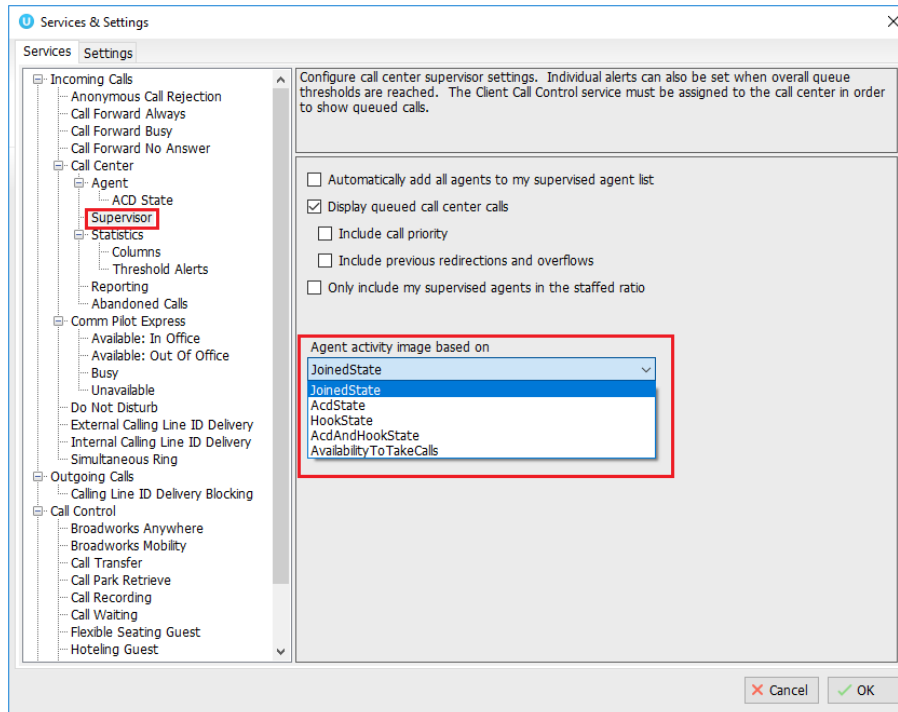 Services & Settings
Services Settings
Incoming Calls
Anonymous Call Rejection
Call Forward Always
Call Forward Busy
Call Forward No Answer
Call Center
Agent
ACD State
Supervisor
Statistics
Columns
Threshold Alerts
Reporting
Abandoned Calls
Comm Pilot Express
Available: In Office
Available: Out Of Office
Busy
Unavailable
Do Not Disturb
External Calling Line ID Delivery
Internal Calling Line ID Delivery
Simultaneous Ring
Outgoing Calls
Calling Line ID Delivery Blocking
Call Control
Broadworks Anywhere
Broadworks Mobility
Call Transfer
Call Park Retrieve
Call Recording
Call Waiting
Flexible Seating Guest
Hoteling Guest
Configure call center supervisor settings.  Individual alerts can also be set when overall queue
thresholds are reached.  The Client Call Control service must be assigned to the call center in order
to show queued calls.
Automatically add all agents to my supervised agent list
Display queued call center calls
Include call priority
Include previous redirections and overflows
Only include my supervised agents in the staffed ratio
Agent activity image based on
JoinedState
JoinedState
AcdState
HookState
AcdAndHookState
AvailabilityToTakeCalls
Cancel OK